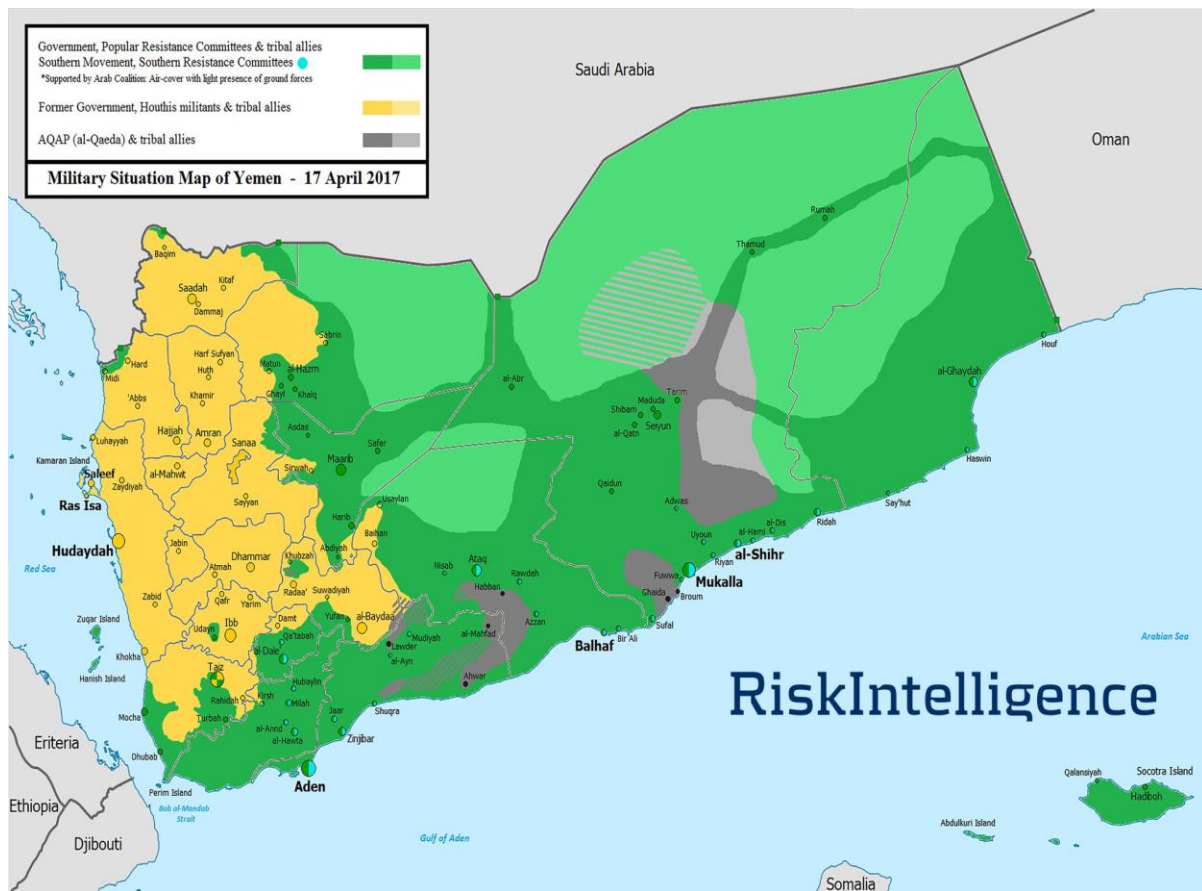 Government, Popular Resistance Committees & tribal allies
Southern Movement, Southern Resistance Committees
*Supported by Arab Coalition: Air-cover with light presence of ground forces
Former Government, Houthis militants & tribal allies
AQAP (al-Qaeda) & tribal allies
Military Situation Map of Yemen - 17 April 2017
Saudi Arabia
Oman
Rumah
Thamud
Baqim
Kitaf
Saadah
Dammaj
Sabrin
Houf
Hard
Harf Sufyan
Midi
Huth
Matun
al-Hazm
al-Abr
al-Ghaydah
'Abbs
Khamir
Ghayl
Khalq
Tarim
Maduda
Shibam
Seiyun
al-Qatn
Luhayyah
Hajjah
Amran
Sanaa
Asdas
Safer
Haswin
Kamaran Island
Saleef
al-Mahwit
Sirwah
Maarib
Zaydiyah
Ras Isa
Sayyan
Usaylan
Qaidun
Adwas
Say'hut
Harib
al-Dis
Ridah
Hudaydah
Jabin
Baihan
Uyoun
al-Hami
al-Shihr
Red Sea
Dhammar
Khubzah
Abdiyah
Riyan
Atmah
Nisab
Ataq
Rawdah
Fuwwa
Mukalla
Zabid
Qafr
Yarim
Radaa'
Suwadiyah
Habban
Ghaida
Broum
Zuqar Island
Udayn
Ibb
Damt
Yufan
al-Baydaa
Azzan
Sufal
Qa'tabah
Mudiyah
al-Mahfad
Balhaf
Bir Ali
Arabian Sea
Khokha
al-Dale
Lawder
al-Ayn
Hanish Island
Taiz
Hubaylin
Ahwar
RiskIntelligence
Rahidah
Kirsh
Milah
Shuqra
Mocha
Turbah
al-Annd
Jaar
al-Hawta
Zinjibar
Eriteria
Dhubab
Aden
Perim Island
Qalansiyah
Socotra Island
Hadiboh
Ethiopia
Bab al-Mandab
Strait
Abdulkuri Island
Gulf of Aden
Djibouti
Somalia